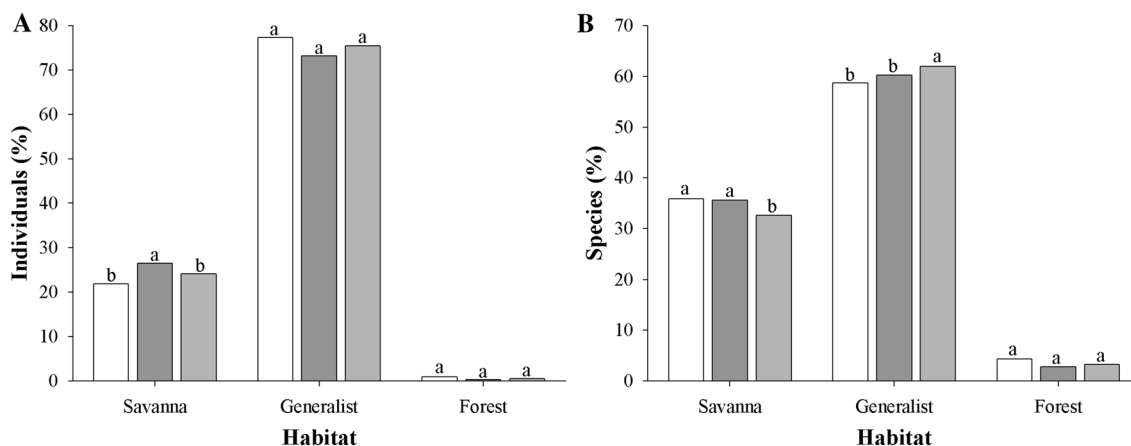 A
80
70
60
50
40
30
20
10
0
Individuals (%)
b a b
a a a
a a a
Savanna Generalist Forest
Habitat
B
70
60
50
40
30
20
10
0
Species (%)
a a b
b b a
a a a
Savanna Generalist Forest
Habitat